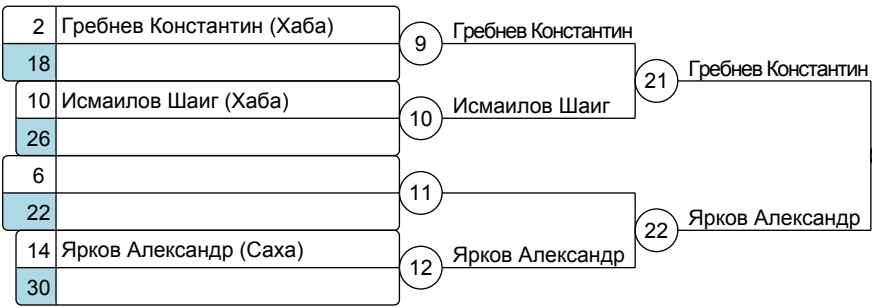 2 Гребнев Константин (Хаба)
18
10 Исмаилов Шаиг (Хаба)
26
6
22
14 Ярков Александр (Саха)
30
9 Гребнев Константин
10 Исмаилов Шаиг
11
12 Ярков Александр
21 Гребнев Константин
22 Ярков Александр